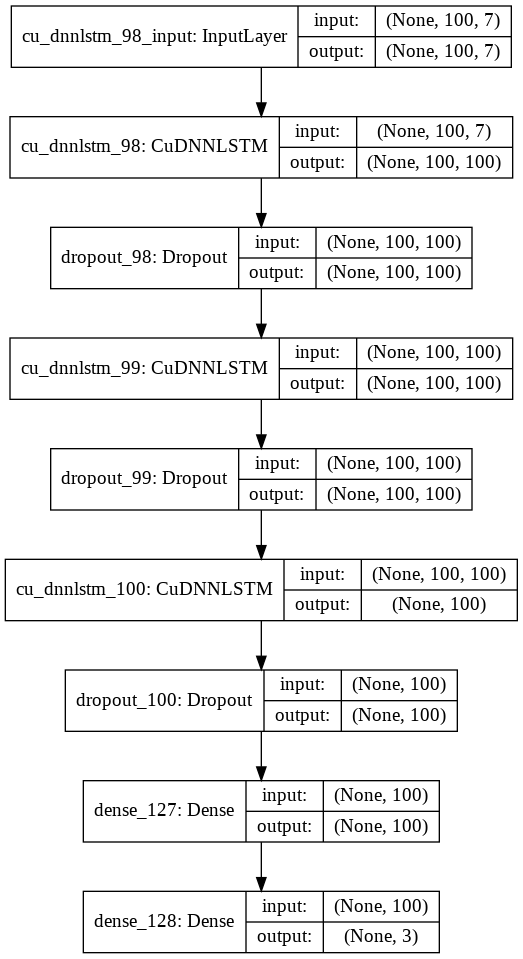 cu_dnnlstm_98_input: InputLayer input: (None, 100, 7)
output: (None, 100, 7)
cu_dnnlstm_98: CuDNNLSTM input: (None, 100, 7)
output: (None, 100, 100)
dropout_98: Dropout input: (None, 100, 100)
output: (None, 100, 100)
cu_dnnlstm_99: CuDNNLSTM input: (None, 100, 100)
output: (None, 100, 100)
dropout_99: Dropout input: (None, 100, 100)
output: (None, 100, 100)
cu_dnnlstm_100: CuDNNLSTM input: (None, 100, 100)
output: (None, 100)
dropout_100: Dropout input: (None, 100)
output: (None, 100)
dense_127: Dense input: (None, 100)
output: (None, 100)
dense_128: Dense input: (None, 100)
output: (None, 3)